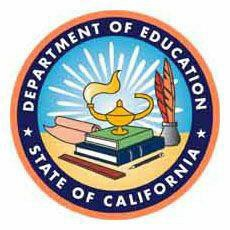 DEPARTMENT OF EDUCATION
STATE OF CALIFORNIA